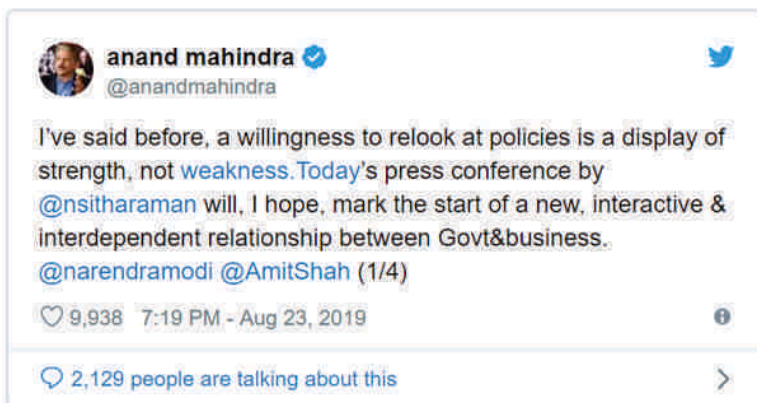 anand mahindra
@anandmahindra
I've said before, a willingness to relook at policies is a display of
strength, not weakness.Today's press conference by
@nsitharaman will, I hope, mark the start of a new, interactive &
interdependent relationship between Govt&business.
@narendramodi @AmitShah (1/4)
9,938 7:19 PM - Aug 23, 2019
2,129 people are talking about this